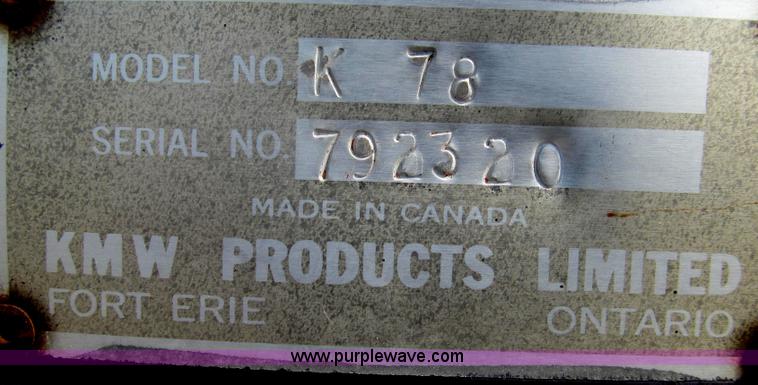 MODEL NO. K 78
SERIAL NO. 792320
MADE IN CANADA
KMW PRODUCTS LIMITED
FORT ERIE ONTARIO
www.purplewave.com